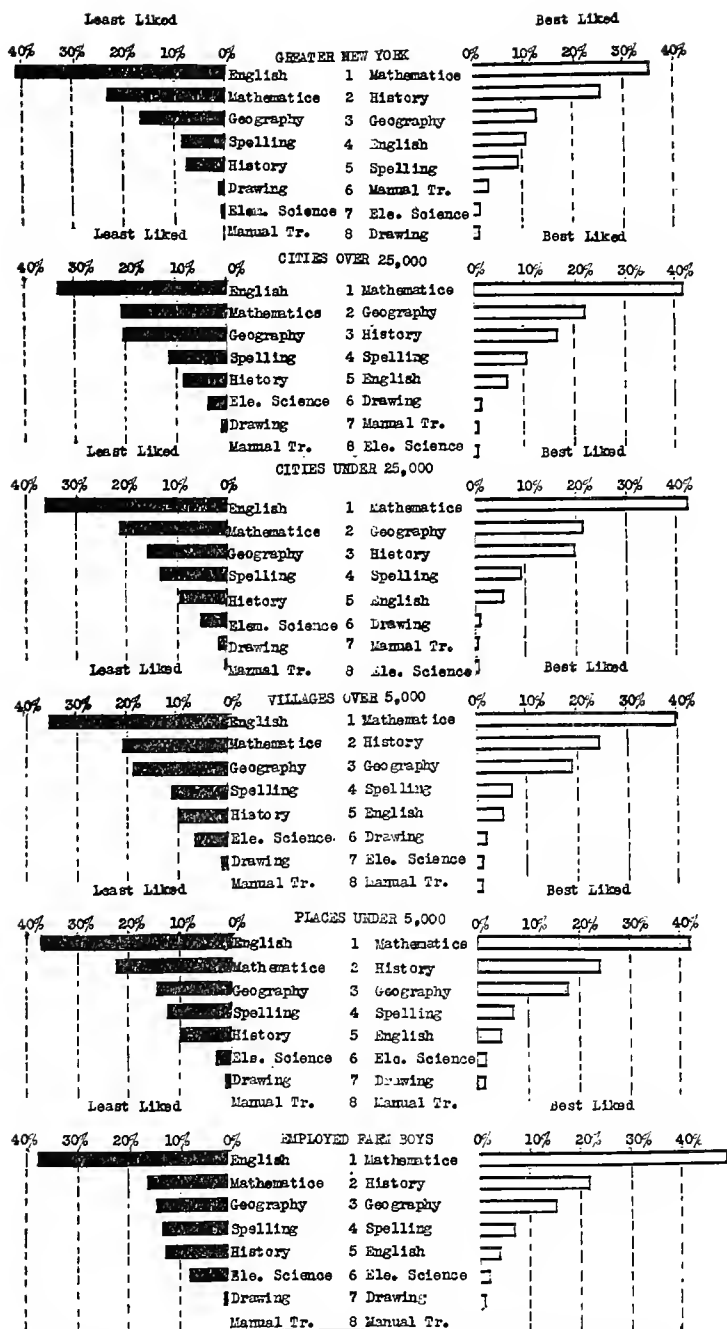 Least Liked Best Liked
40% 30% 20% 10% 0% GREATER NEW YORK 0% 10% 20% 30% 40%
English 1 Mathematice
Mathematice 2 History
Geography 3 Geography
Spelling 4 English
History 5 Spelling
Drawing 6 Manual Tr.
Elem. Science 7 Ele. Science
Manual Tr. 8 Drawing
Least Liked Best Liked
40% 30% 20% 10% 0% CITIES OVER 25,000 0% 10% 20% 30% 40%
English 1 Mathematice
Mathematics 2 Geography
Geography 3 History
Spelling 4 Spelling
History 5 English
Ele. Science 6 Drawing
Drawing 7 Manual Tr.
Manual Tr. 8 Ele. Science
Least Liked Best Liked
40% 30% 20% 10% 0% CITIES UNDER 25,000 0% 10% 20% 30% 40%
English 1 Mathematice
Mathematice 2 Geography
Geography 3 History
Spelling 4 Spelling
History 5 English
Elem. Science 6 Drawing
Drawing 7 Manual Tr.
Manual Tr. 8 Ele. Science
Least Liked Best Liked
40% 30% 20% 10% 0% VILLAGES OVER 5,000 0% 10% 20% 30% 40%
English 1 Mathematice
Mathematice 2 History
Geography 3 Geography
Spelling 4 Spelling
History 5 English
Ele. Science 6 Drawing
Drawing 7 Ele. Science
Manual Tr. 8 Manual Tr.
Least Liked Best Liked
40% 30% 20% 10% 0% PLACES UNDER 5,000 0% 10% 20% 30% 40%
English 1 Mathematice
Mathematice 2 History
Geography 3 Geography
Spelling 4 Spelling
History 5 English
Ele. Science 6 Ele. Science
Drawing 7 Drawing
Manual Tr. 8 Manual Tr.
Least Liked Best Liked
40% 30% 20% 10% 0% EMPLOYED FARM BOYS 0% 10% 20% 30% 40%
English 1 Mathematice
Mathematice 2 History
Geography 3 Geography
Spelling 4 Spelling
History 5 English
Ele. Science 6 Ele. Science
Drawing 7 Drawing
Manual Tr. 8 Manual Tr.